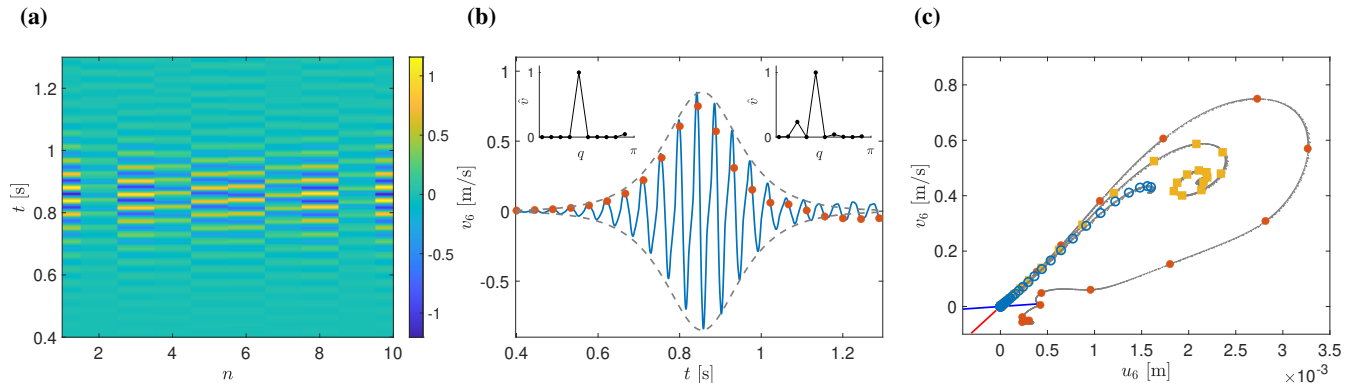 (a)
1.2
1
0.8
0.6
0.4
t [s]
2 4 6 8 10
n
1
0.5
0
-0.5
-1
(b)
1
0.5
0
-0.5
v₆ [m/s]
0.4 0.6 0.8 1 1.2
t [s]
1
v̂
0
q π
1
v̂
0
q π
(c)
0.8
0.6
0.4
0.2
0
v₆ [m/s]
0 0.5 1 1.5 2 2.5 3 3.5
u₆ [m]
×10⁻³